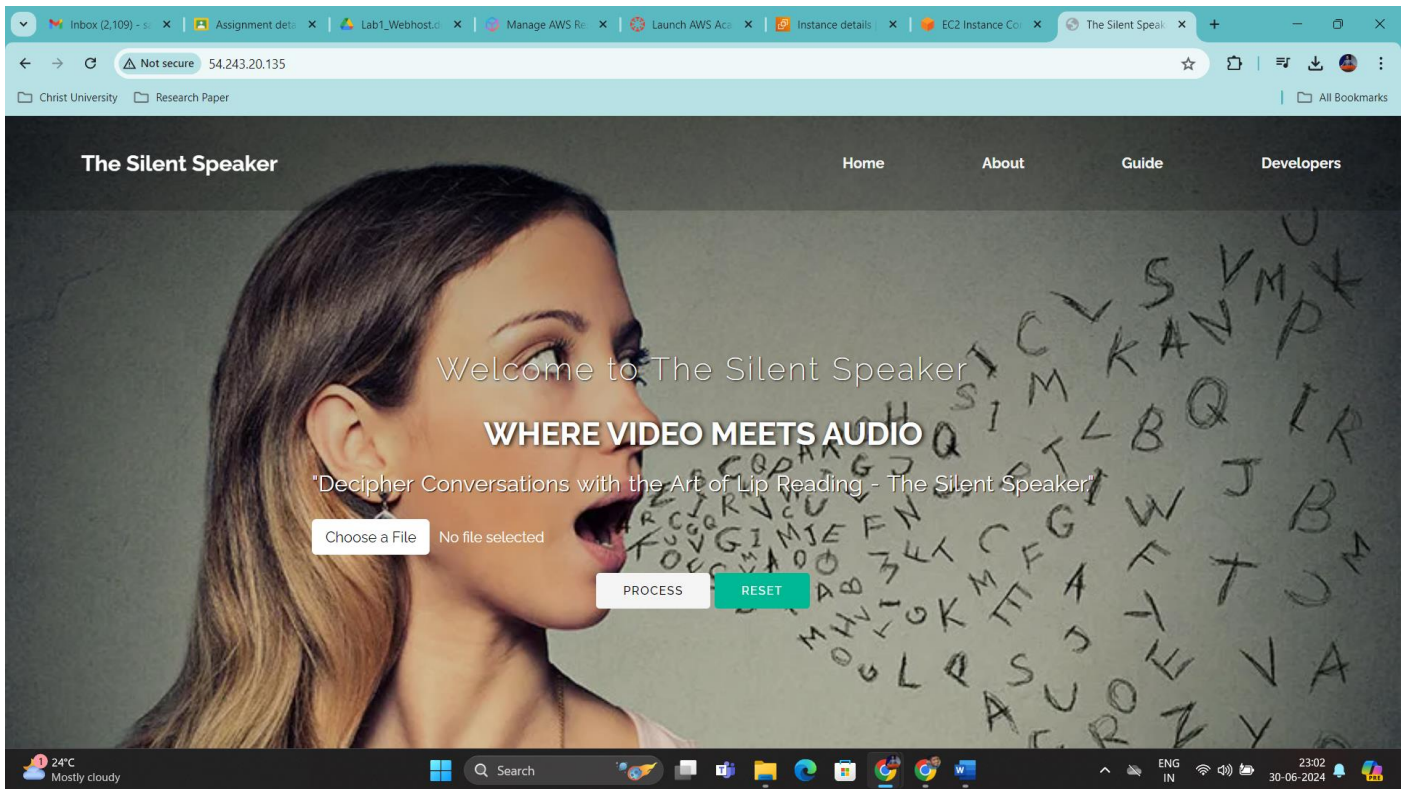 Inbox (2,109) - s
Assignment deta
Lab1_Webhost.d
Manage AWS Re
Launch AWS Aca
Instance details
EC2 Instance Co
The Silent Speak
Not secure
54.243.20.135
Christ University
Research Paper
All Bookmarks
The Silent Speaker
Home
About
Guide
Developers
Welcome to The Silent Speaker
WHERE VIDEO MEETS AUDIO
"Decipher Conversations with the Art of Lip Reading - The Silent Speaker."
Choose a File
No file selected
PROCESS
RESET
1
24°C
Mostly cloudy
Search
ENG
IN
23:02
30-06-2024
PRE